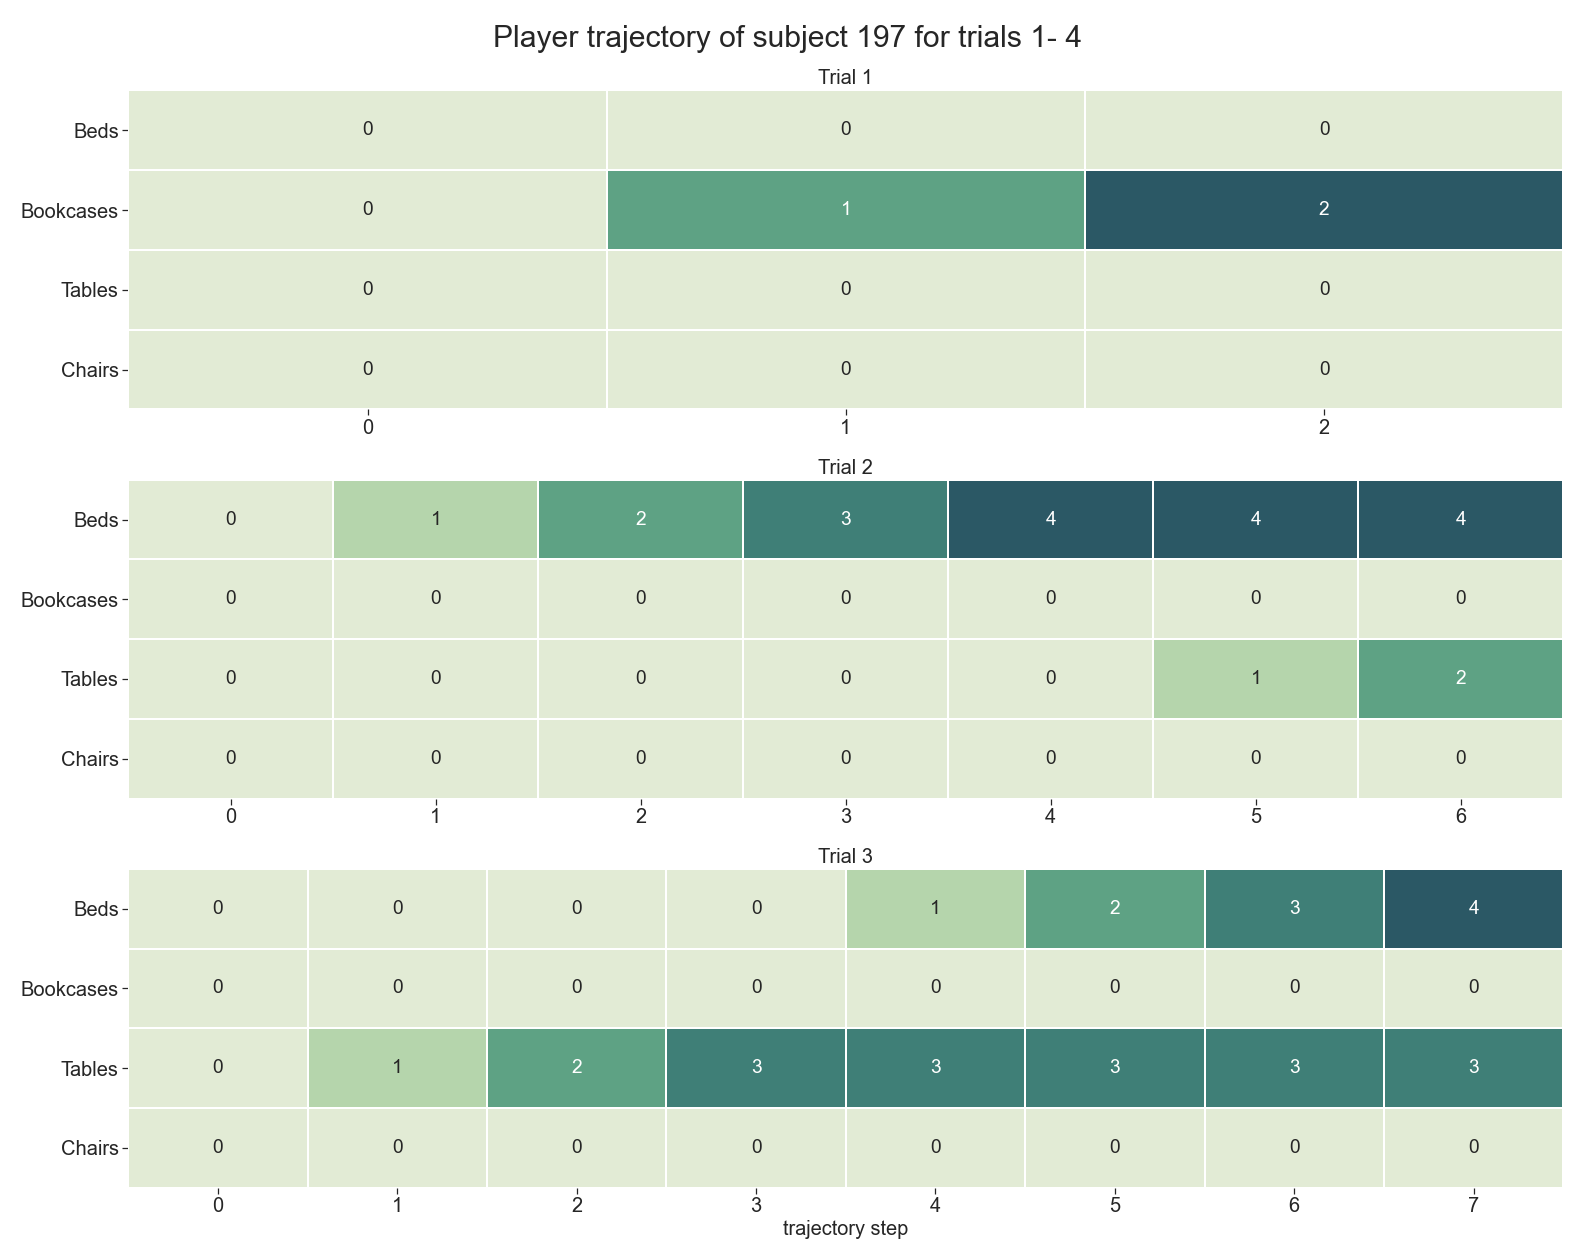 Player trajectory of subject 197 for trials 1- 4
Trial 1
Beds 0 0 0
Bookcases 0 1 2
Tables 0 0 0
Chairs 0 0 0
0 1 2
Trial 2
Beds 0 1 2 3 4 4 4
Bookcases 0 0 0 0 0 0 0
Tables 0 0 0 0 0 1 2
Chairs 0 0 0 0 0 0 0
0 1 2 3 4 5 6
Trial 3
Beds 0 0 0 0 1 2 3 4
Bookcases 0 0 0 0 0 0 0 0
Tables 0 1 2 3 3 3 3 3
Chairs 0 0 0 0 0 0 0 0
0 1 2 3 4 5 6 7
trajectory step